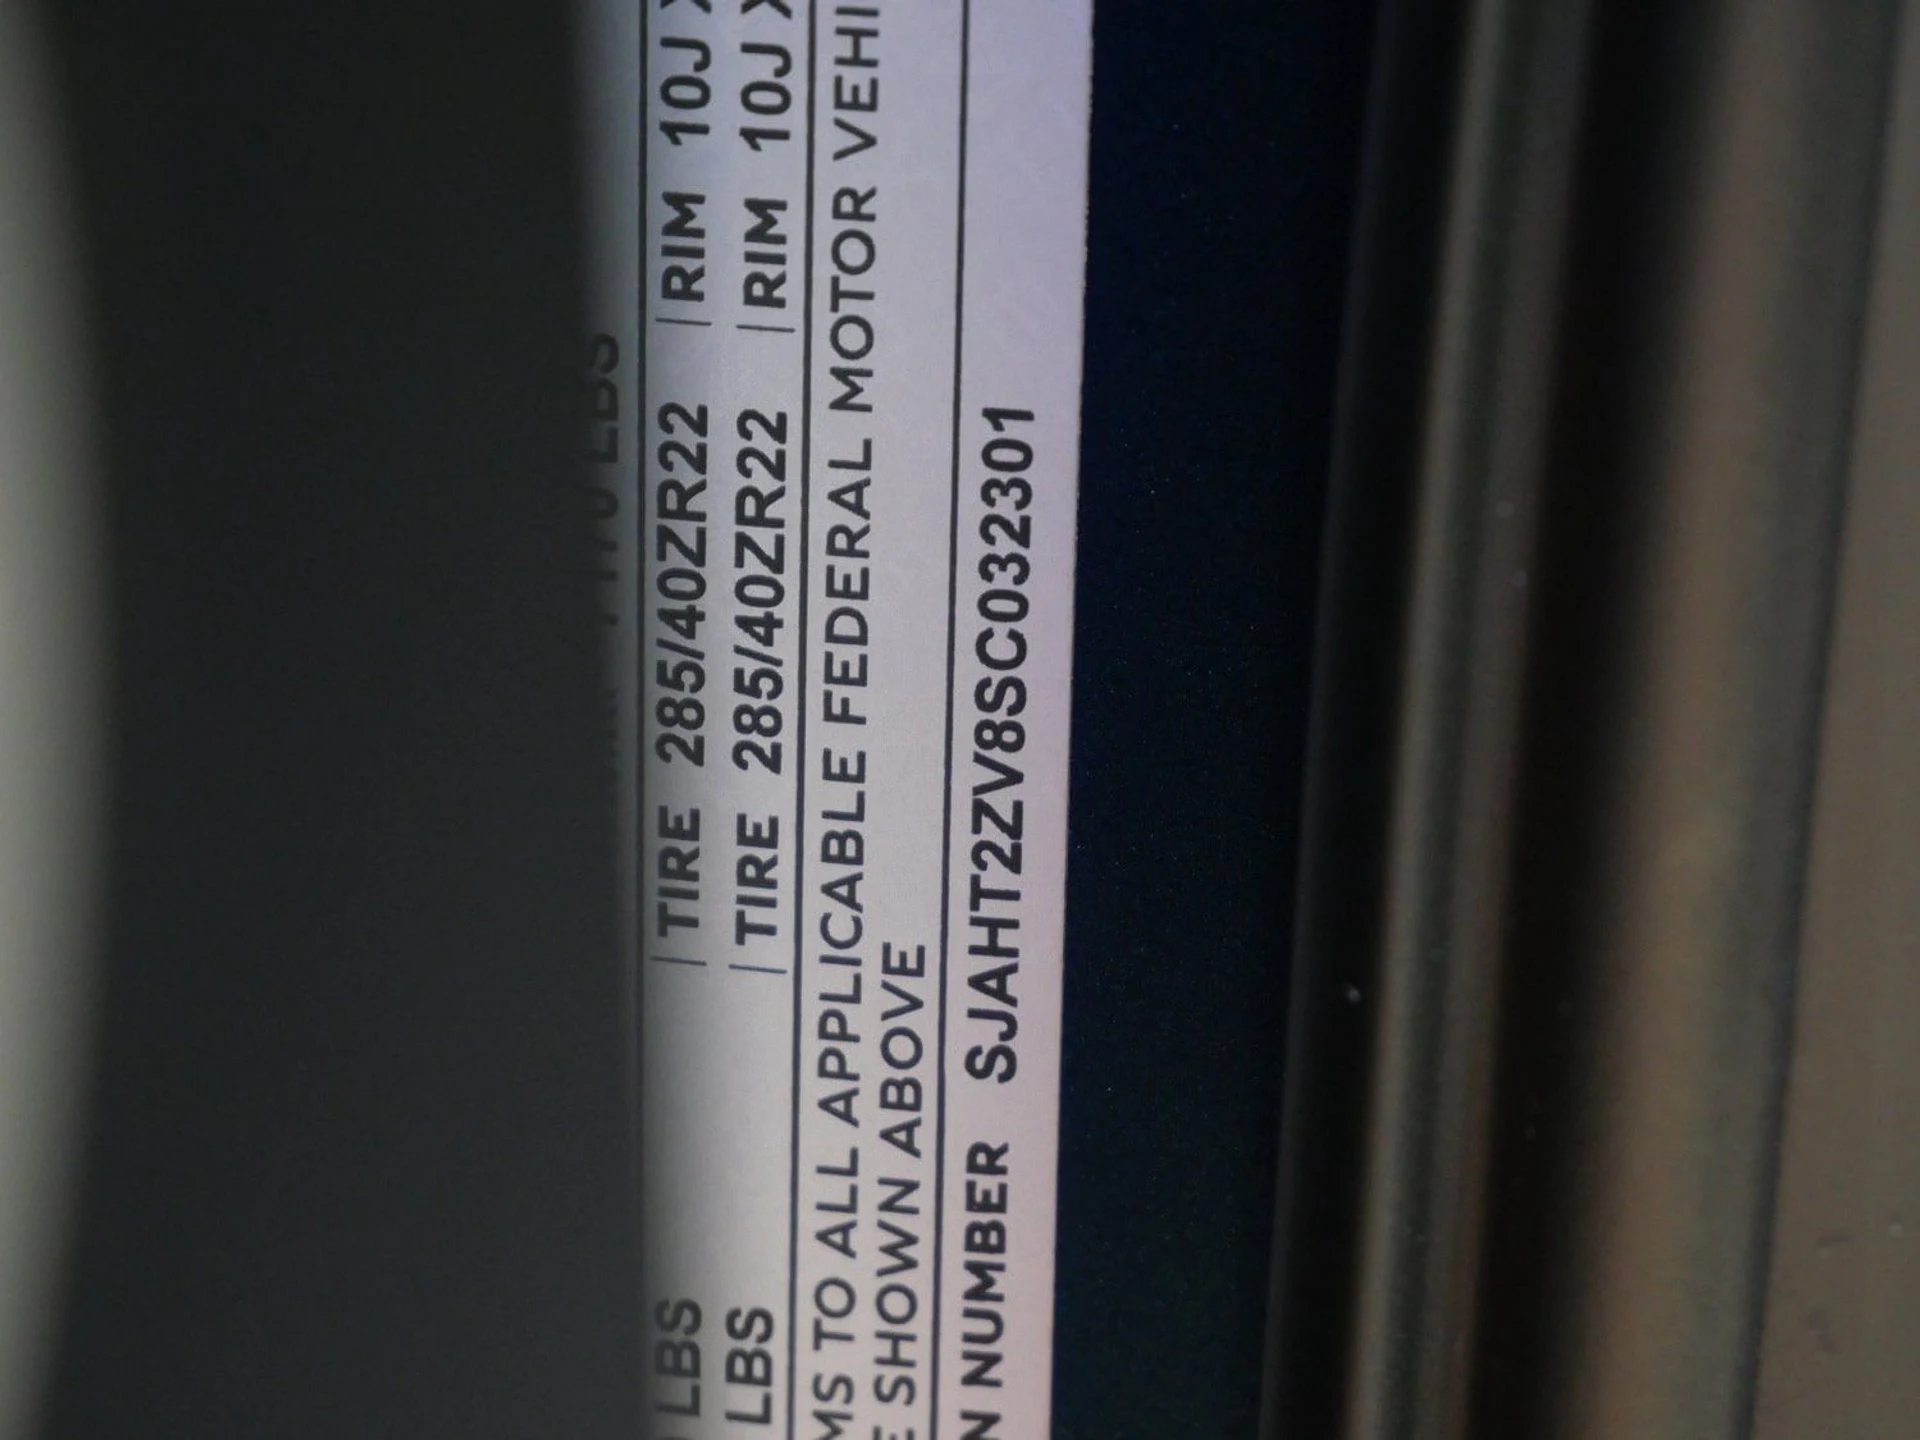 LBS
LBS | TIRE 285/40ZR22 | RIM 10J X
LBS | TIRE 285/40ZR22 | RIM 10J X
MS TO ALL APPLICABLE FEDERAL MOTOR VEHI
E SHOWN ABOVE
N NUMBER SJAHT2ZV8SC032301